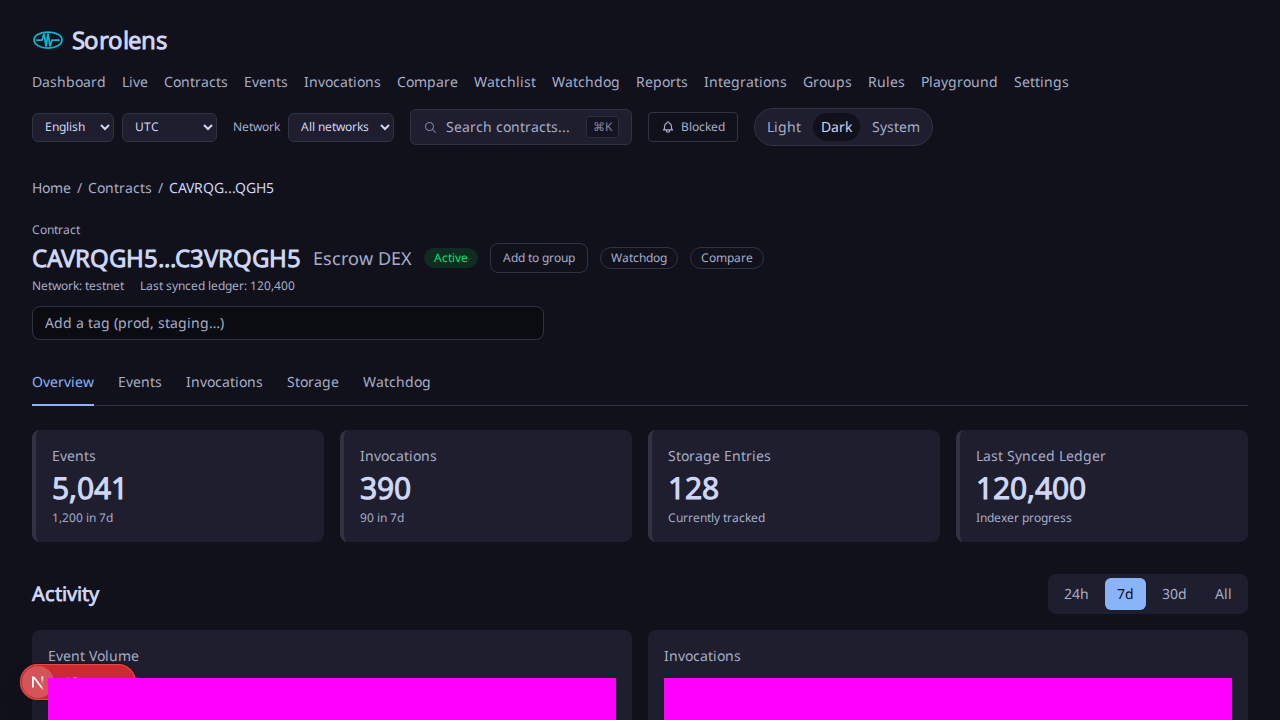 Sorolens
Dashboard Live Contracts Events Invocations Compare Watchlist Watchdog Reports Integrations Groups Rules Playground Settings
English UTC Network All networks Search contracts... ⌘K Blocked Light Dark System
Home / Contracts / CAVRQG...QGH5
Contract
CAVRQGH5...C3VRQGH5 Escrow DEX Active Add to group Watchdog Compare
Network: testnet Last synced ledger: 120,400
Add a tag (prod, staging...)
Overview Events Invocations Storage Watchdog
Events Invocations Storage Entries Last Synced Ledger
5,041 390 128 120,400
1,200 in 7d 90 in 7d Currently tracked Indexer progress
Activity 24h 7d 30d All
Event Volume Invocations
N